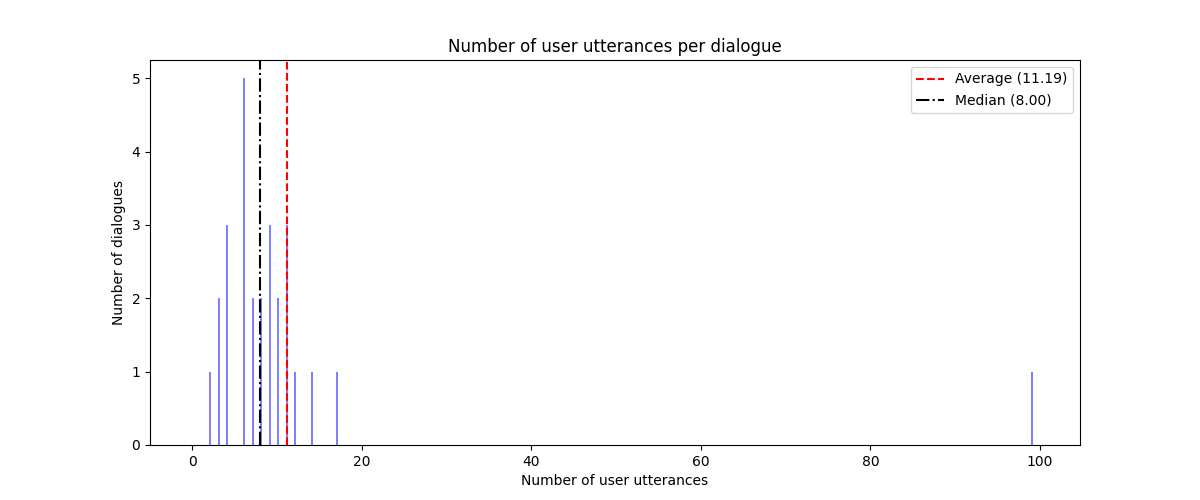 Number of user utterances per dialogue
Average (11.19)
Median (8.00)
Number of dialogues
5
4
3
2
1
0
0 20 40 60 80 100
Number of user utterances